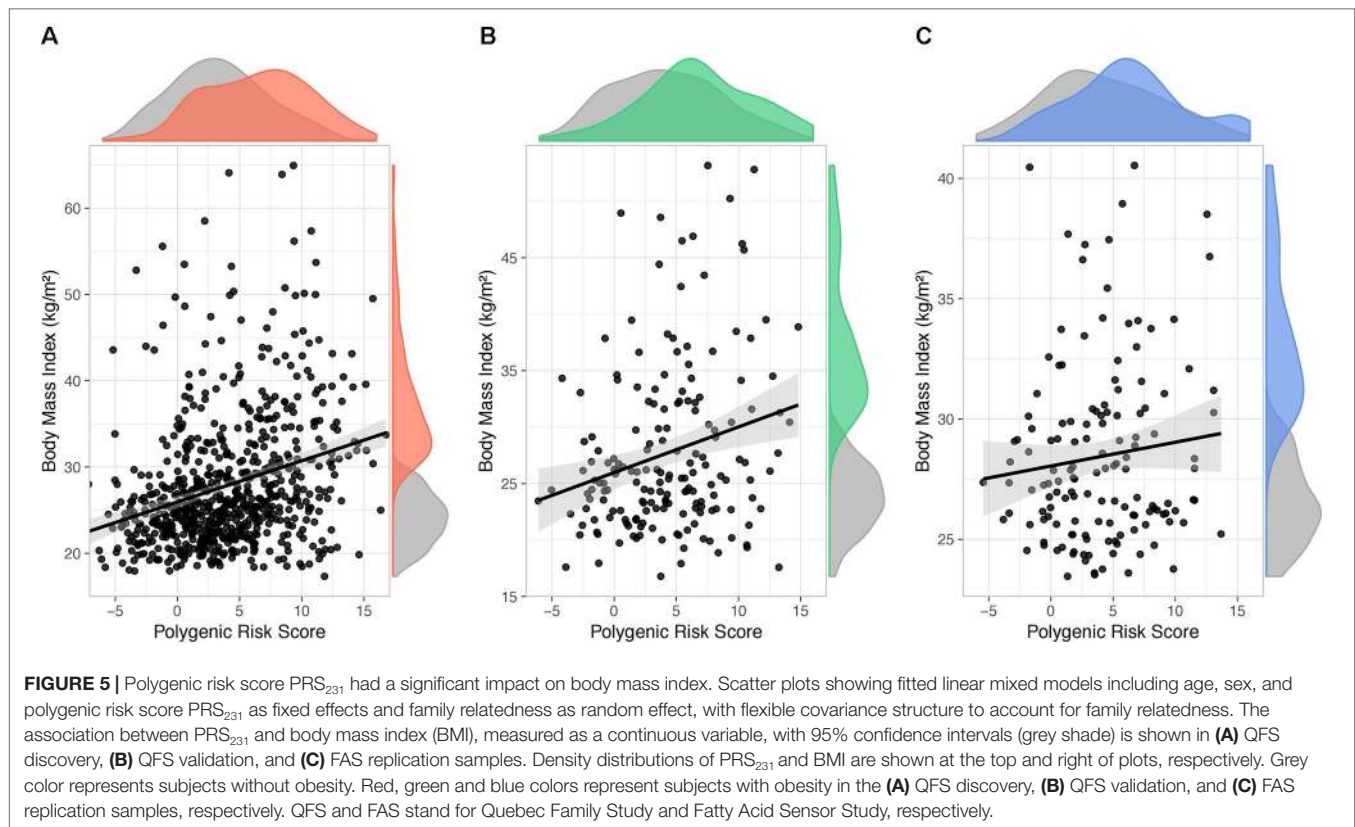 A
B
C
Body Mass Index (kg/m²)
60
50
40
30
20
-5
0
5
10
15
Polygenic Risk Score
Body Mass Index (kg/m²)
45
35
25
15
-5
0
5
10
15
Polygenic Risk Score
Body Mass Index (kg/m²)
40
35
30
25
-5
0
5
10
15
Polygenic Risk Score
FIGURE 5 | Polygenic risk score PRS₂₃₁ had a significant impact on body mass index. Scatter plots showing fitted linear mixed models including age, sex, and
polygenic risk score PRS₂₃₁ as fixed effects and family relatedness as random effect, with flexible covariance structure to account for family relatedness. The
association between PRS₂₃₁ and body mass index (BMI), measured as a continuous variable, with 95% confidence intervals (grey shade) is shown in (A) QFS
discovery, (B) QFS validation, and (C) FAS replication samples. Density distributions of PRS₂₃₁ and BMI are shown at the top and right of plots, respectively. Grey
color represents subjects without obesity. Red, green and blue colors represent subjects with obesity in the (A) QFS discovery, (B) QFS validation, and (C) FAS
replication samples, respectively. QFS and FAS stand for Quebec Family Study and Fatty Acid Sensor Study, respectively.